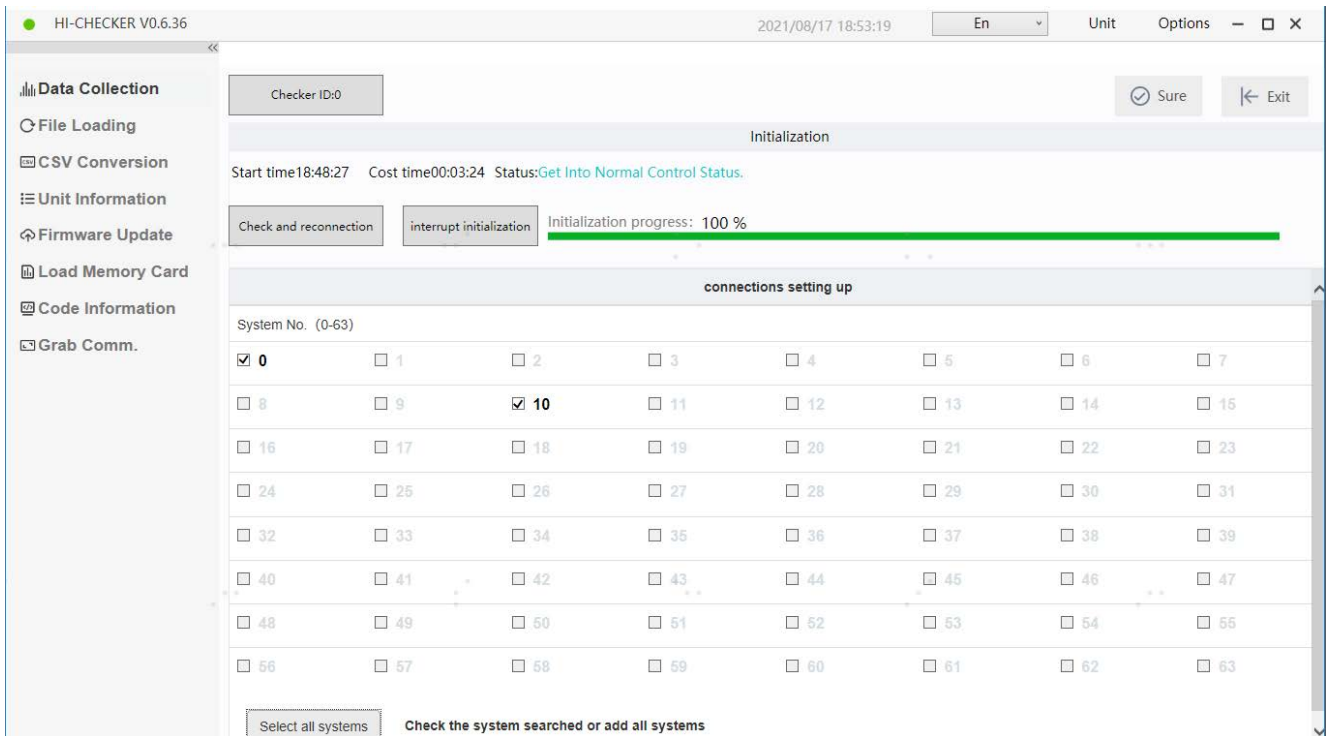 HI-CHECKER V0.6.36 2021/08/17 18:53:19 En Unit Options
Data Collection
File Loading
CSV Conversion
Unit Information
Firmware Update
Load Memory Card
Code Information
Grab Comm.
Checker ID:0 Sure Exit
Initialization
Start time18:48:27 Cost time00:03:24 Status:Get Into Normal Control Status.
Check and reconnection interrupt initialization Initialization progress: 100 %
connections setting up
System No. (0-63)
0 1 2 3 4 5 6 7
8 9 10 11 12 13 14 15
16 17 18 19 20 21 22 23
24 25 26 27 28 29 30 31
32 33 34 35 36 37 38 39
40 41 42 43 44 45 46 47
48 49 50 51 52 53 54 55
56 57 58 59 60 61 62 63
Select all systems Check the system searched or add all systems